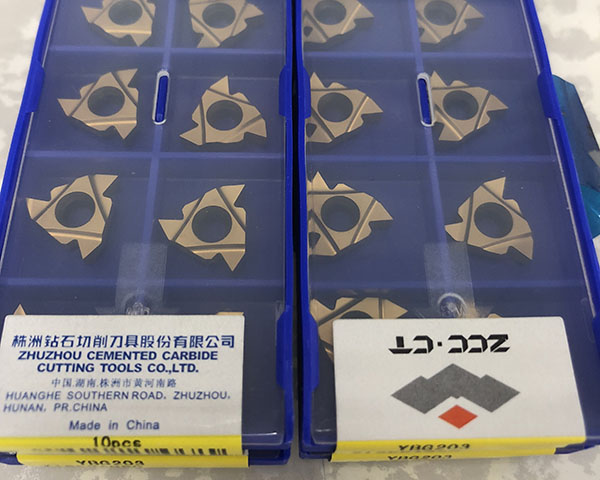 株洲钻石切削刀具股份有限公司
ZHUZHOU CEMENTED CARBIDE
CUTTING TOOLS CO.,LTD.
中国.湖南.株洲市黄河南路
HUANGHE SOUTHERN ROAD, ZHUZHOU,
HUNAN, PR.CHINA
Made in China
10pcs
YBG203
ZCC·CT
YBG203